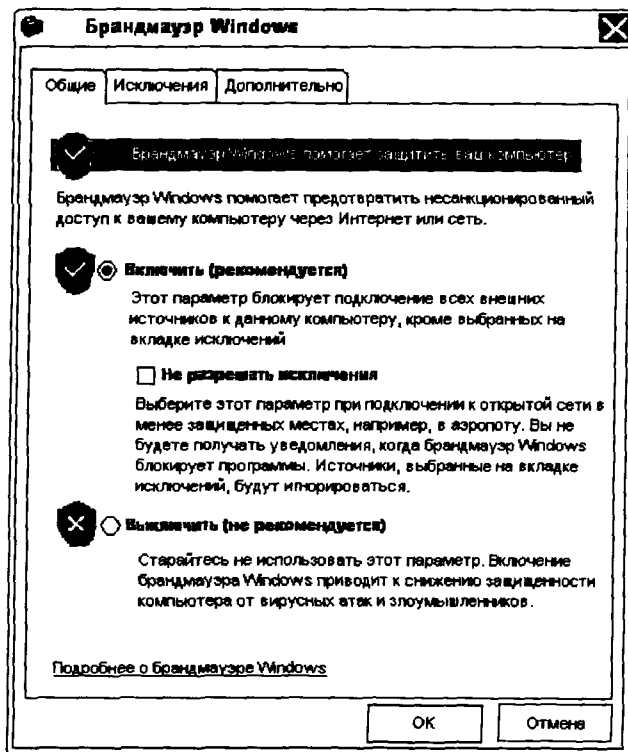 Брандмауэр Windows
Общие Исключения Дополнительно
Брандмауэр Windows помогает защитить ваш компьютер
Брандмауэр Windows помогает предотвратить несанкционированный
доступ к вашему компьютеру через Интернет или сеть.
Включить (рекомендуется)
Этот параметр блокирует подключение всех внешних
источников к данному компьютеру, кроме выбранных на
вкладке исключений
Не разрешать исключения
Выберите этот параметр при подключении к открытой сети в
менее защищенных местах, например, в аэропоту. Вы не
будете получать уведомления, когда брандмауэр Windows
блокирует программы. Источники, выбранные на вкладке
исключений, будут игнорироваться.
Выключить (не рекомендуется)
Старайтесь не использовать этот параметр. Включение
брандмауэра Windows приводит к снижению защищенности
компьютера от вирусных атак и злоумышленников.
Подробнее о брандмауэре Windows
ОК Отмена